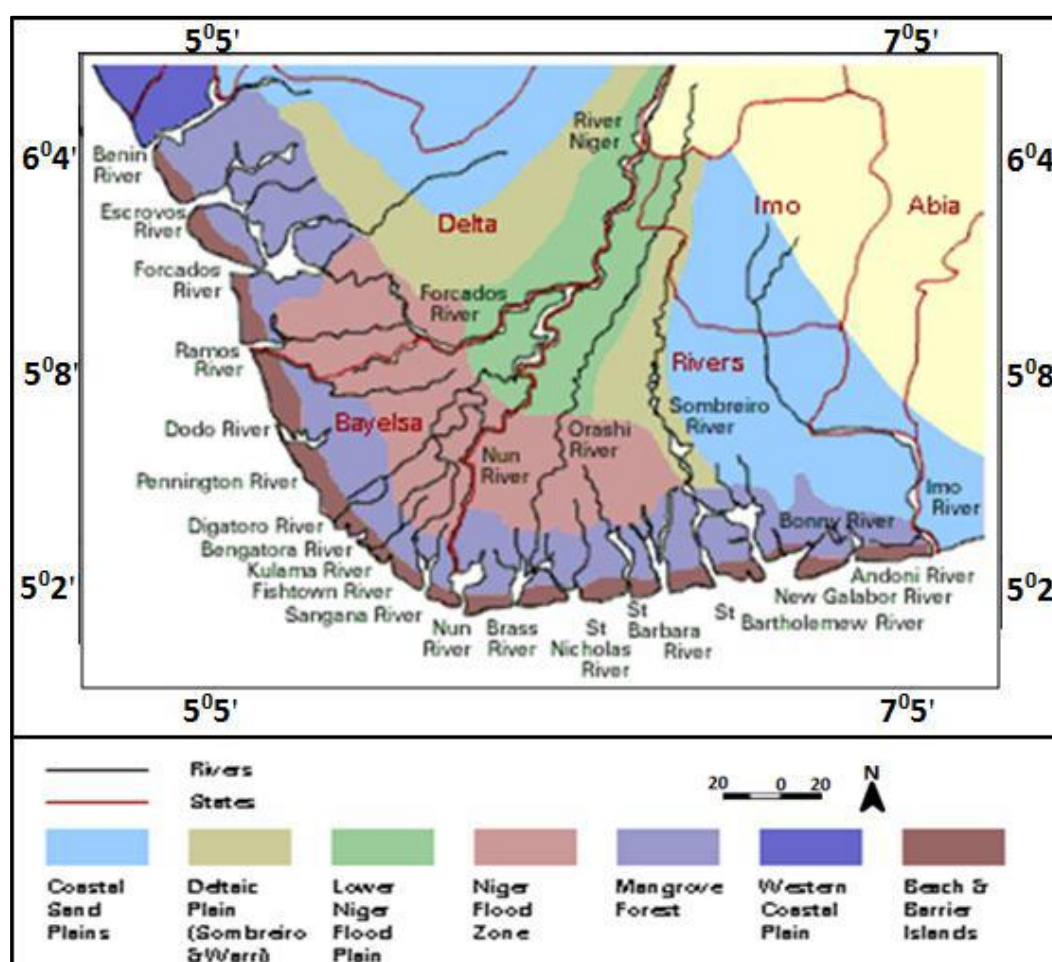 5⁰5'
7⁰5'
6⁰4'
6⁰4'
5⁰8'
5⁰8'
5⁰2'
5⁰2'
5⁰5'
7⁰5'
Benin
River
Escrovos
River
Forcados
River
Ramos
River
Dodo River
Pennington River
Digatoro River
Bengatora River
Kulama River
Fishtown River
Sangana River
Nun
River
Brass
River
St
Nicholas
River
St
Barbara
River
St
Bartholemew River
New Galabor River
Andoni River
Bonny River
Imo
River
River
Niger
Delta
Imo
Abia
Forcados
River
Rivers
Sombreiro
River
Bayelsa
Nun
River
Orashi
River
Rivers
States
20 0 20
N
Coastal
Sand
Plains
Deltaic
Plain
(Sombreiro
&Warri)
Lower
Niger
Flood
Plain
Niger
Flood
Zone
Mangrove
Forest
Western
Coastal
Plain
Beach &
Barrier
Islands